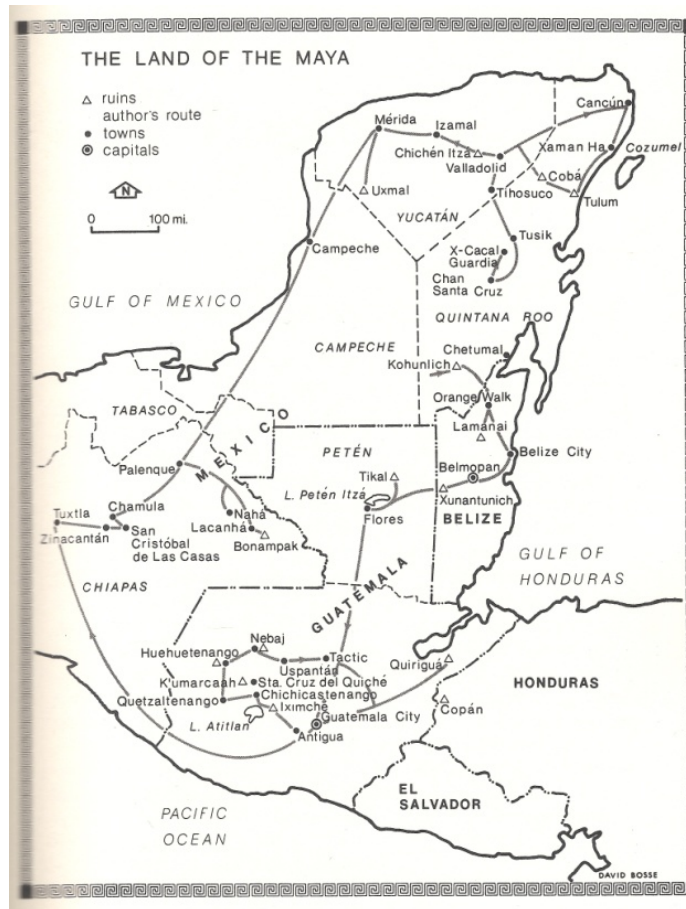 THE LAND OF THE MAYA
ruins
author's route
towns
capitals
N
0 100 mi.
Mérida
Izamal
Cancún
Chichén Itzá
Valladolid
Xaman Ha
Cozumel
Cobá
Uxmal
Tihosuco
Tulum
YUCATÁN
Tusik
Campeche
X-Cacal
Guardia
Chan
Santa Cruz
GULF OF MEXICO
QUINTANA ROO
CAMPECHE
Chetumal
Kohunlich
Orange Walk
TABASCO
MEXICO
Lamanai
PETÉN
Belize City
Palenque
Tikal
Belmopan
L. Petén Itzá
Xunantunich
Chamula
Nahá
Flores
BELIZE
Tuxtla
Lacanhá
Zinacantán
San
Cristóbal
de Las Casas
Bonampak
GULF OF
HONDURAS
CHIAPAS
GUATEMALA
Nebaj
Huehuetenango
Tactic
Uspantán
Quiriguá
K'umarcaah
Sta. Cruz del Quiché
HONDURAS
Quetzaltenango
Chichicastenango
Iximché
Copán
L. Atitlan
Guatemala City
Antigua
EL
SALVADOR
PACIFIC
OCEAN
DAVID BOSSE